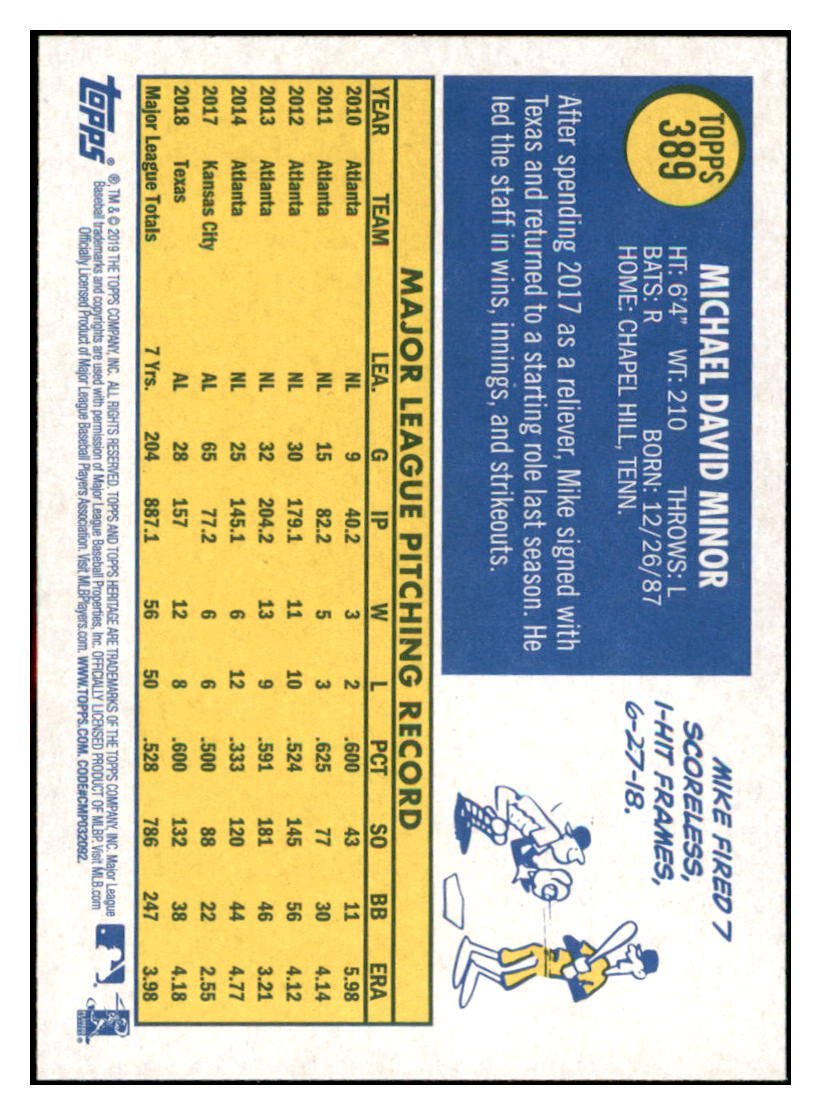 TOPPS
389
MICHAEL DAVID MINOR
HT: 6'4" WT: 210 THROWS: L
BATS: R BORN: 12/26/87
HOME: CHAPEL HILL, TENN.
After spending 2017 as a reliever, Mike signed with
Texas and returned to a starting role last season. He
led the staff in wins, innings, and strikeouts.
MIKE FIRED 7
SCORELESS,
1-HIT FRAMES,
6-27-18.
MAJOR LEAGUE PITCHING RECORD
YEAR TEAM LEA. G IP W L PCT SO BB ERA
2010 Atlanta NL 9 40.2 3 2 .600 43 11 5.98
2011 Atlanta NL 15 82.2 5 3 .625 77 30 4.14
2012 Atlanta NL 30 179.1 11 10 .524 145 56 4.12
2013 Atlanta NL 32 204.2 13 9 .591 181 46 3.21
2014 Atlanta NL 25 145.1 6 12 .333 120 44 4.77
2017 Kansas City AL 65 77.2 6 6 .500 88 22 2.55
2018 Texas AL 28 157 12 8 .600 132 38 4.18
Major League Totals 7 Yrs. 204 887.1 56 50 .528 786 247 3.98
topps®
®, TM & © 2019 THE TOPPS COMPANY, INC. ALL RIGHTS RESERVED. TOPPS AND TOPPS HERITAGE ARE TRADEMARKS OF THE TOPPS COMPANY, INC. Major League
Baseball trademarks and copyrights are used with permission of Major League Baseball Properties, Inc. OFFICIALLY LICENSED PRODUCT OF MLBP. Visit MLB.com
Officially Licensed Product of Major League Baseball Players Association. Visit MLBPlayers.com. WWW.TOPPS.COM. CODE#CMP032092.